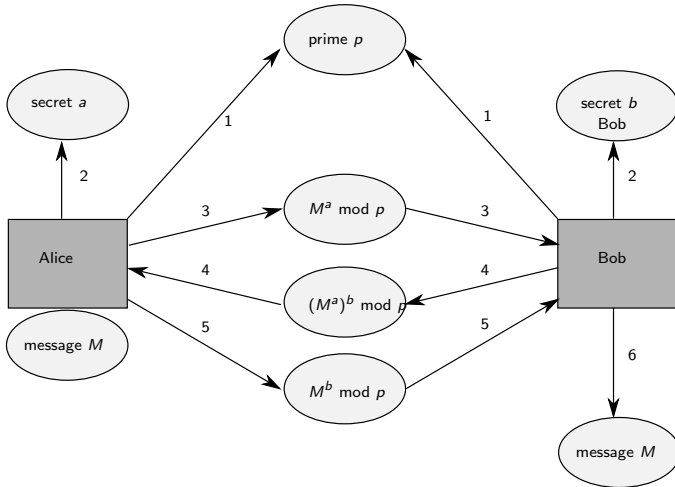 prime p
secret a
secret b
Bob
1
1
2
2
M^a mod p
3
3
Alice
Bob
4
4
(M^a)^b mod p
5
5
message M
6
M^b mod p
message M